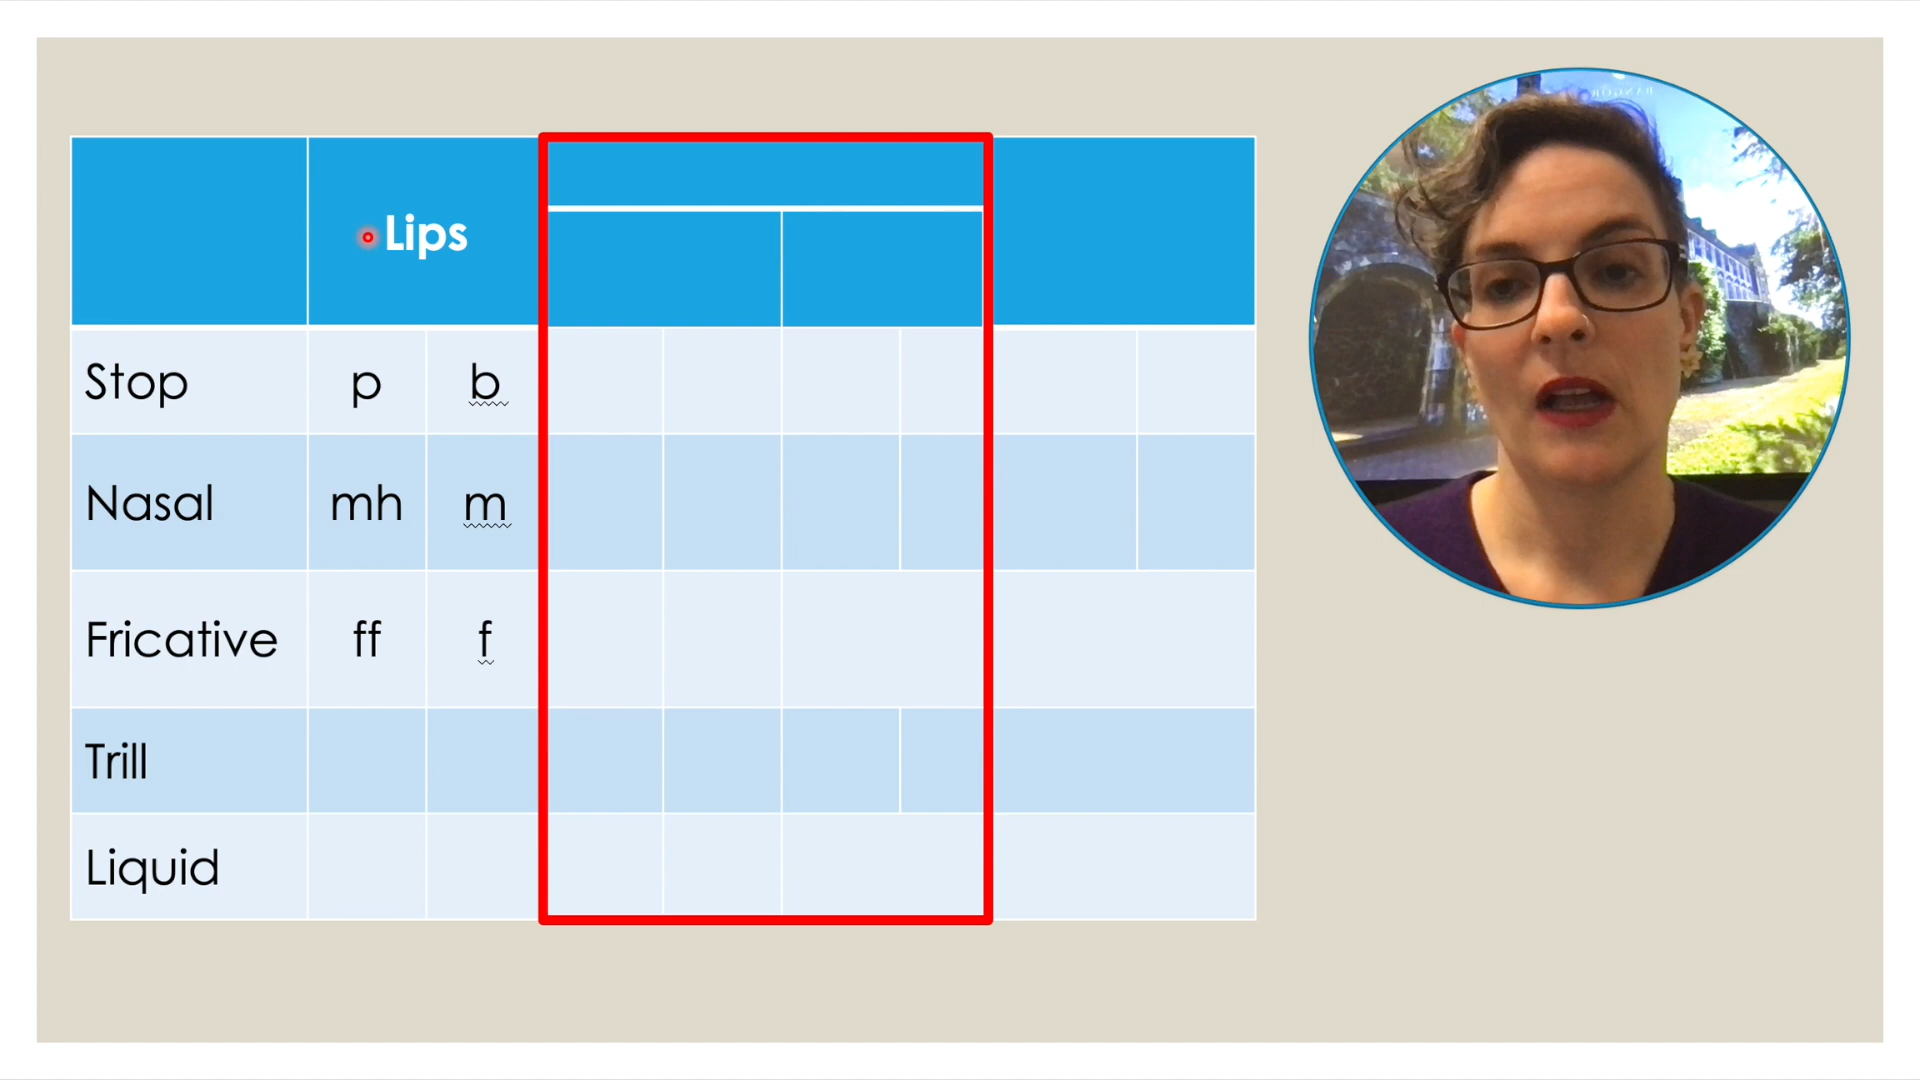 Lips
Stop p b
Nasal mh m
Fricative ff f
Trill
Liquid